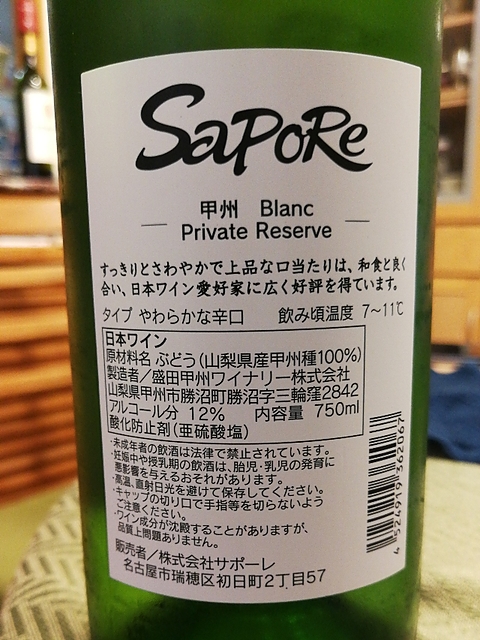 SaPoRe
甲州 Blanc
Private Reserve
すっきりとさわやかで上品な口当たりは、和食と良く
合い、日本ワイン愛好家に広く好評を得ています。
タイプ やわらかな辛口 飲み頃温度 7~11℃
日本ワイン
原材料名 ぶどう(山梨県産甲州種100%)
製造者/盛田甲州ワイナリー株式会社
山梨県甲州市勝沼町勝沼字三輪窪2842
アルコール分 12% 内容量 750ml
酸化防止剤(亜硫酸塩)
・未成年者の飲酒は法律で禁止されています。
・妊娠中や授乳期の飲酒は、胎児・乳児の発育に
悪影響を与えるおそれがあります。
・高温、直射日光を避けて保存してください。
・キャップの切り口で手指等を切らないよう
ご注意ください。
・ワイン成分が沈殿することがありますが、
品質上問題ありません。
販売者/株式会社サポーレ
名古屋市瑞穂区初日町2丁目57
4 524919 362067